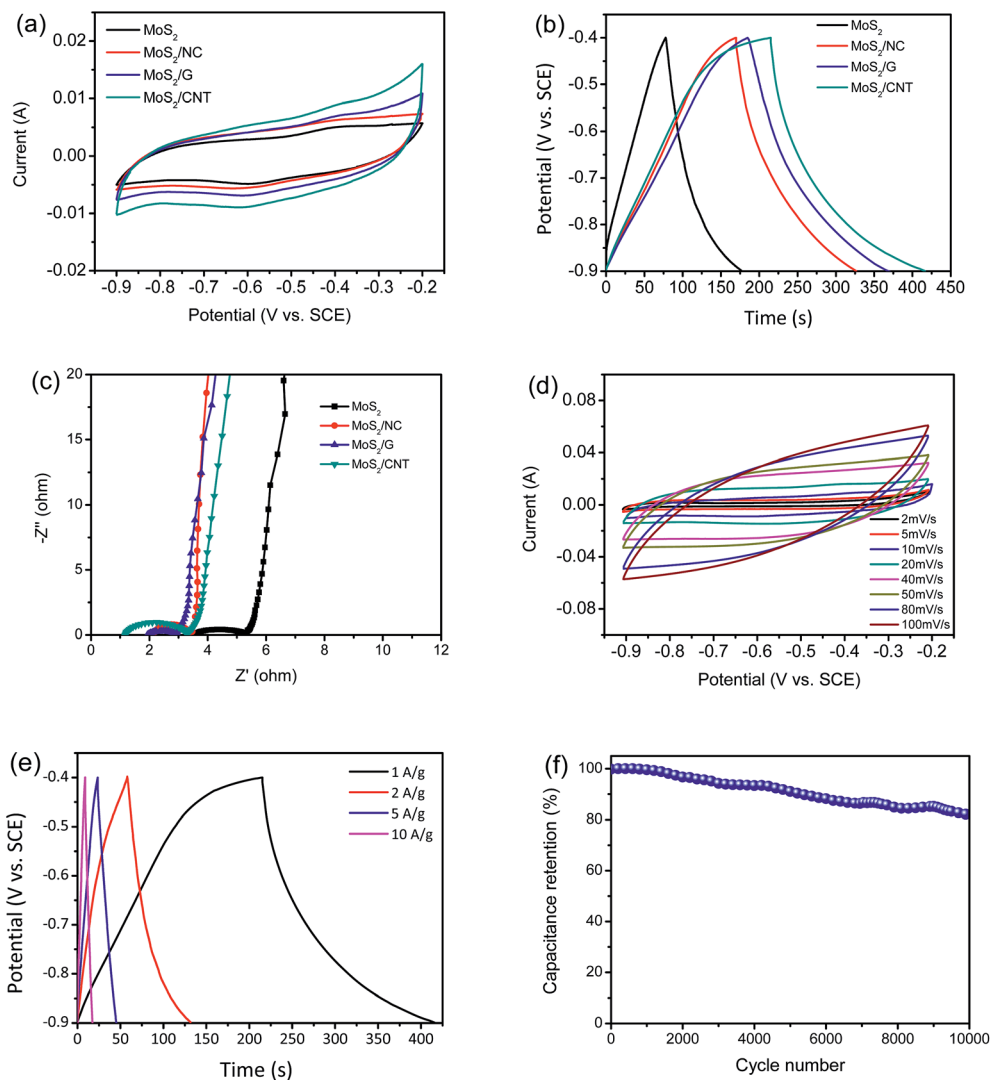 (a)
0.02
0.01
0.00
-0.01
-0.02
Current (A)
-0.9 -0.8 -0.7 -0.6 -0.5 -0.4 -0.3 -0.2
Potential (V vs. SCE)
MoS₂
MoS₂/NC
MoS₂/G
MoS₂/CNT
(b)
-0.4
-0.5
-0.6
-0.7
-0.8
-0.9
Potential (V vs. SCE)
0 50 100 150 200 250 300 350 400 450
Time (s)
MoS₂
MoS₂/NC
MoS₂/G
MoS₂/CNT
(c)
20
15
10
5
0
-Z" (ohm)
0 2 4 6 8 10 12
Z' (ohm)
MoS₂
MoS₂/NC
MoS₂/G
MoS₂/CNT
(d)
0.08
0.04
0.00
-0.04
-0.08
Current (A)
-0.9 -0.8 -0.7 -0.6 -0.5 -0.4 -0.3 -0.2
Potential (V vs. SCE)
2mV/s
5mV/s
10mV/s
20mV/s
40mV/s
50mV/s
80mV/s
100mV/s
(e)
-0.4
-0.5
-0.6
-0.7
-0.8
-0.9
Potential (V vs. SCE)
0 50 100 150 200 250 300 350 400
Time (s)
1 A/g
2 A/g
5 A/g
10 A/g
(f)
100
80
60
40
20
0
Capacitance retention (%)
0 2000 4000 6000 8000 10000
Cycle number